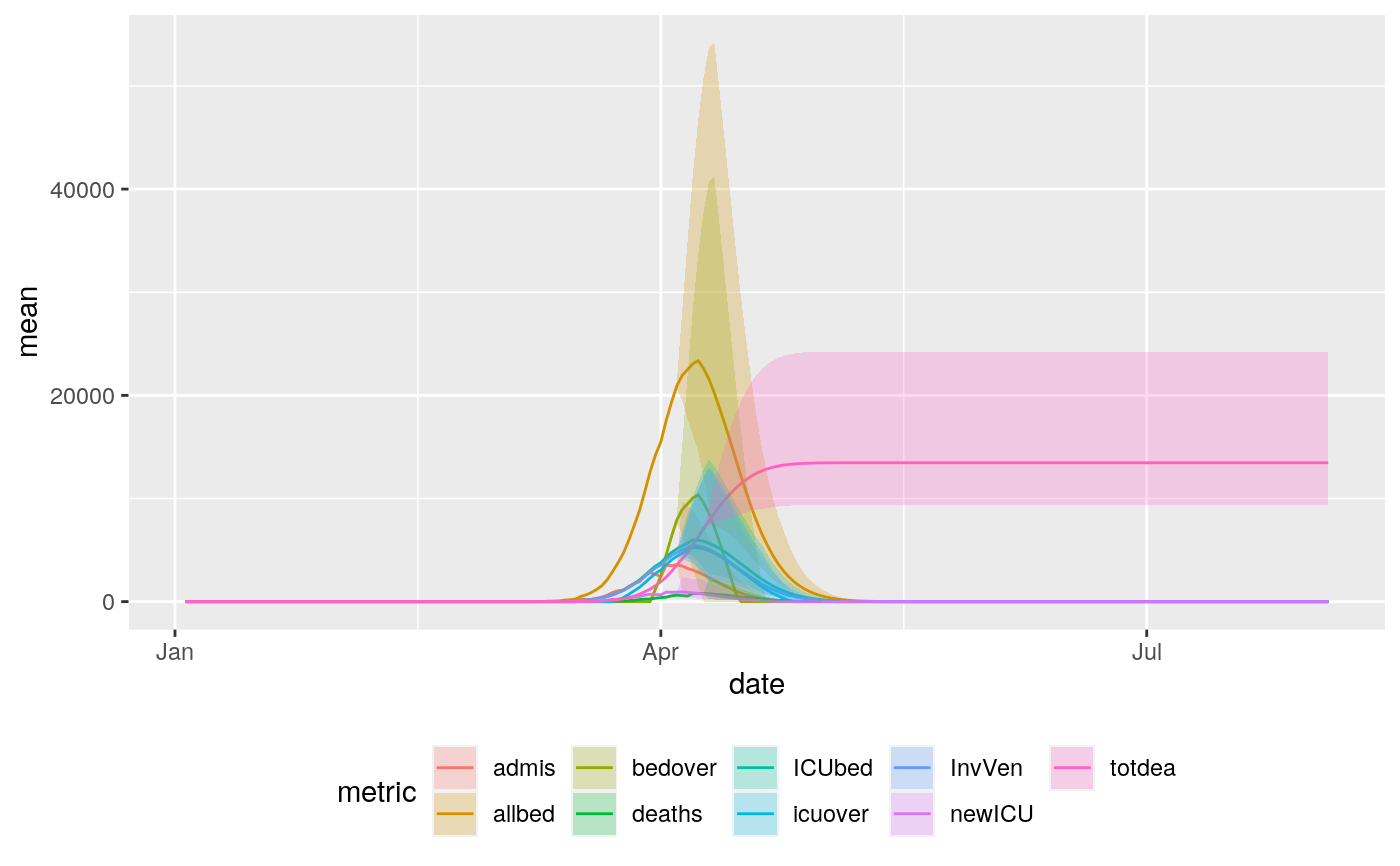 mean
40000
20000
0
Jan Apr Jul
date
metric
admis bedover ICUbed InvVen totdea
allbed deaths icuover newICU